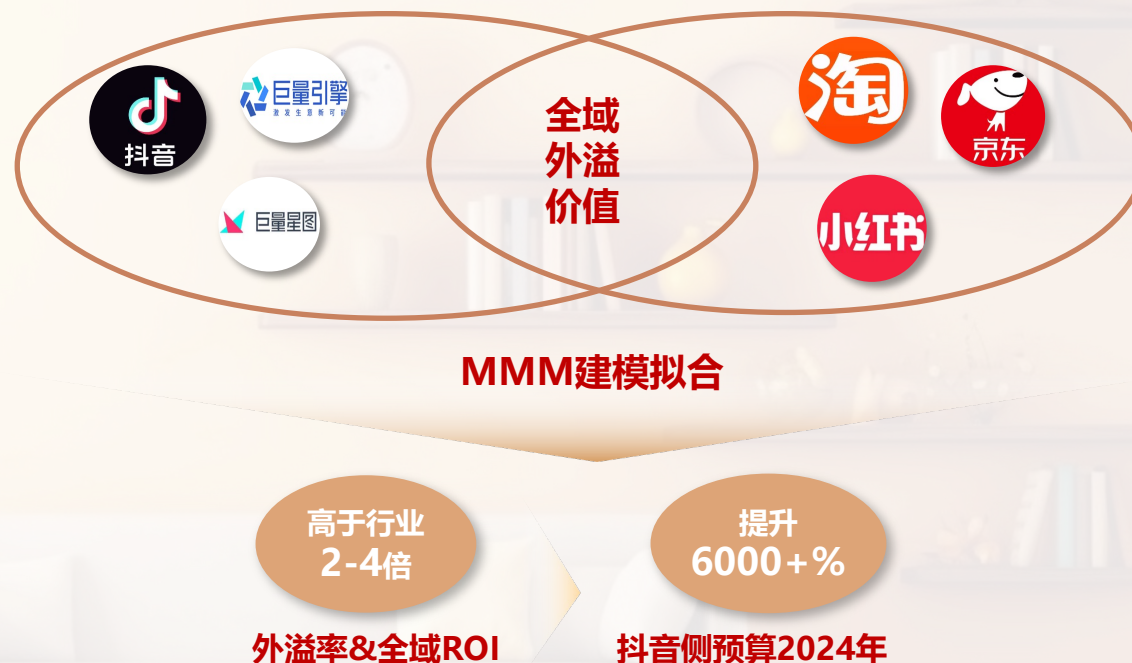 抖音
巨量引擎
激发生意新可能
巨量星图
全域
外溢
价值
淘
京东
小红书
MMM建模拟合
高于行业
2-4倍
提升
6000+%
外溢率&全域ROI
抖音侧预算2024年